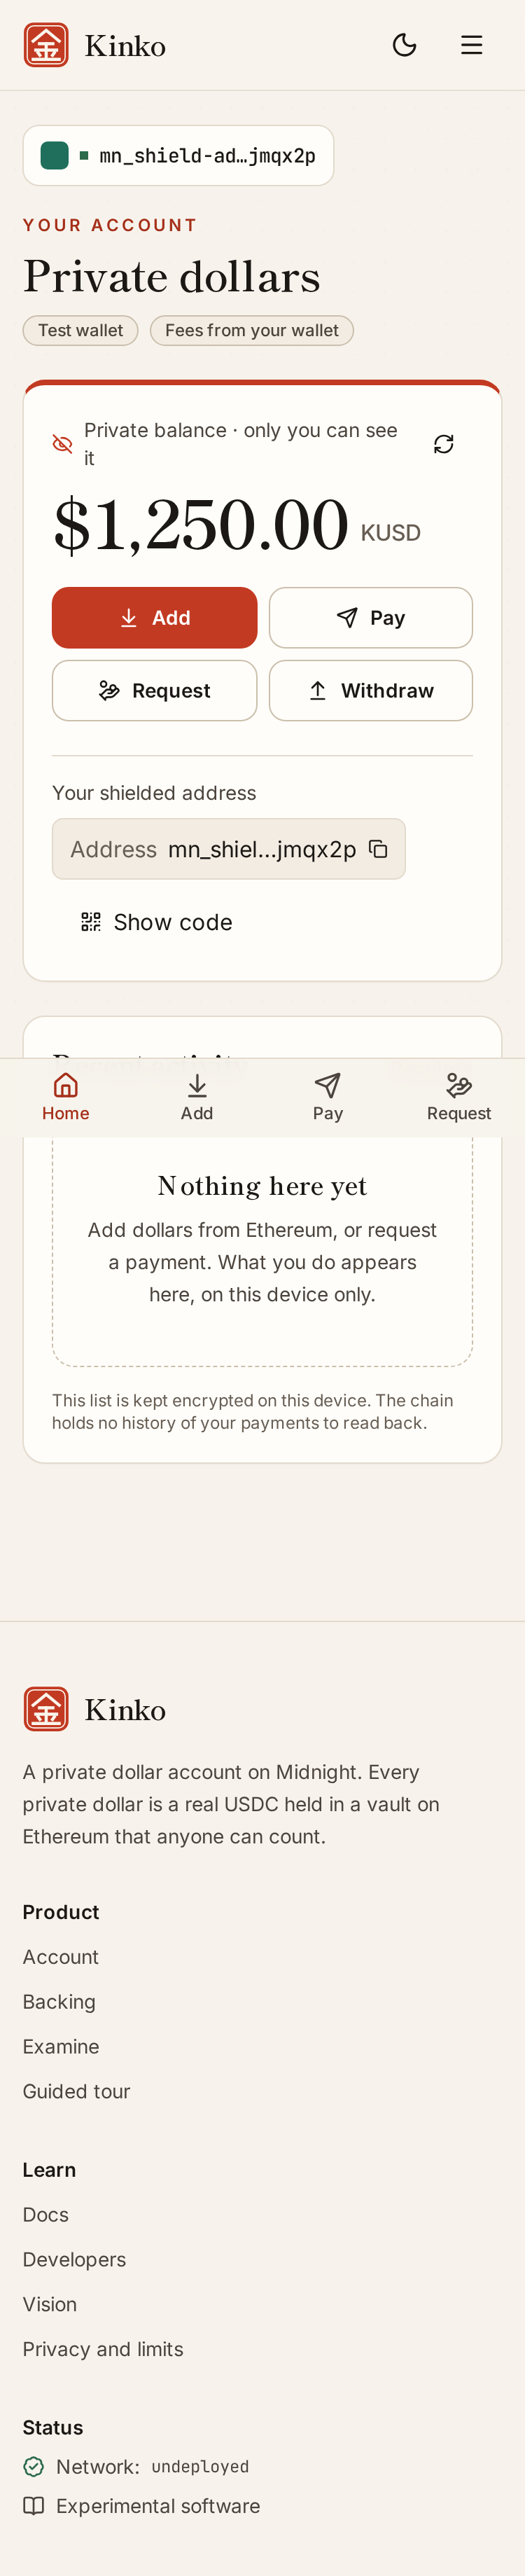 金 Kinko
mn_shield-ad…jmqx2p
YOUR ACCOUNT
Private dollars
Test wallet
Fees from your wallet
Private balance · only you can see
it
$1,250.00 KUSD
Add
Pay
Request
Withdraw
Your shielded address
Address mn_shiel...jmqx2p
Show code
Home
Add
Pay
Request
Nothing here yet
Add dollars from Ethereum, or request
a payment. What you do appears
here, on this device only.
This list is kept encrypted on this device. The chain
holds no history of your payments to read back.
金 Kinko
A private dollar account on Midnight. Every
private dollar is a real USDC held in a vault on
Ethereum that anyone can count.
Product
Account
Backing
Examine
Guided tour
Learn
Docs
Developers
Vision
Privacy and limits
Status
Network: undeployed
Experimental software